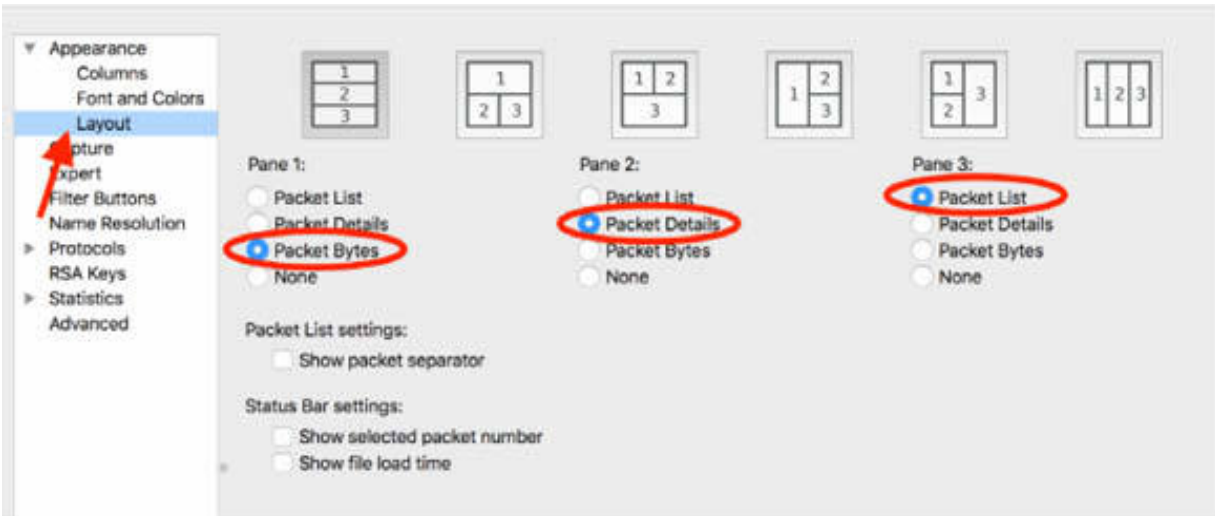 Appearance
Columns
Font and Colors
Layout
Capture
Expert
Filter Buttons
Name Resolution
Protocols
RSA Keys
Statistics
Advanced
1
2
3
1
2 3
1 2
3
1 2
3
1 3
2
1 2 3
Pane 1:
Packet List
Packet Details
Packet Bytes
None
Pane 2:
Packet List
Packet Details
Packet Bytes
None
Pane 3:
Packet List
Packet Details
Packet Bytes
None
Packet List settings:
Show packet separator
Status Bar settings:
Show selected packet number
Show file load time